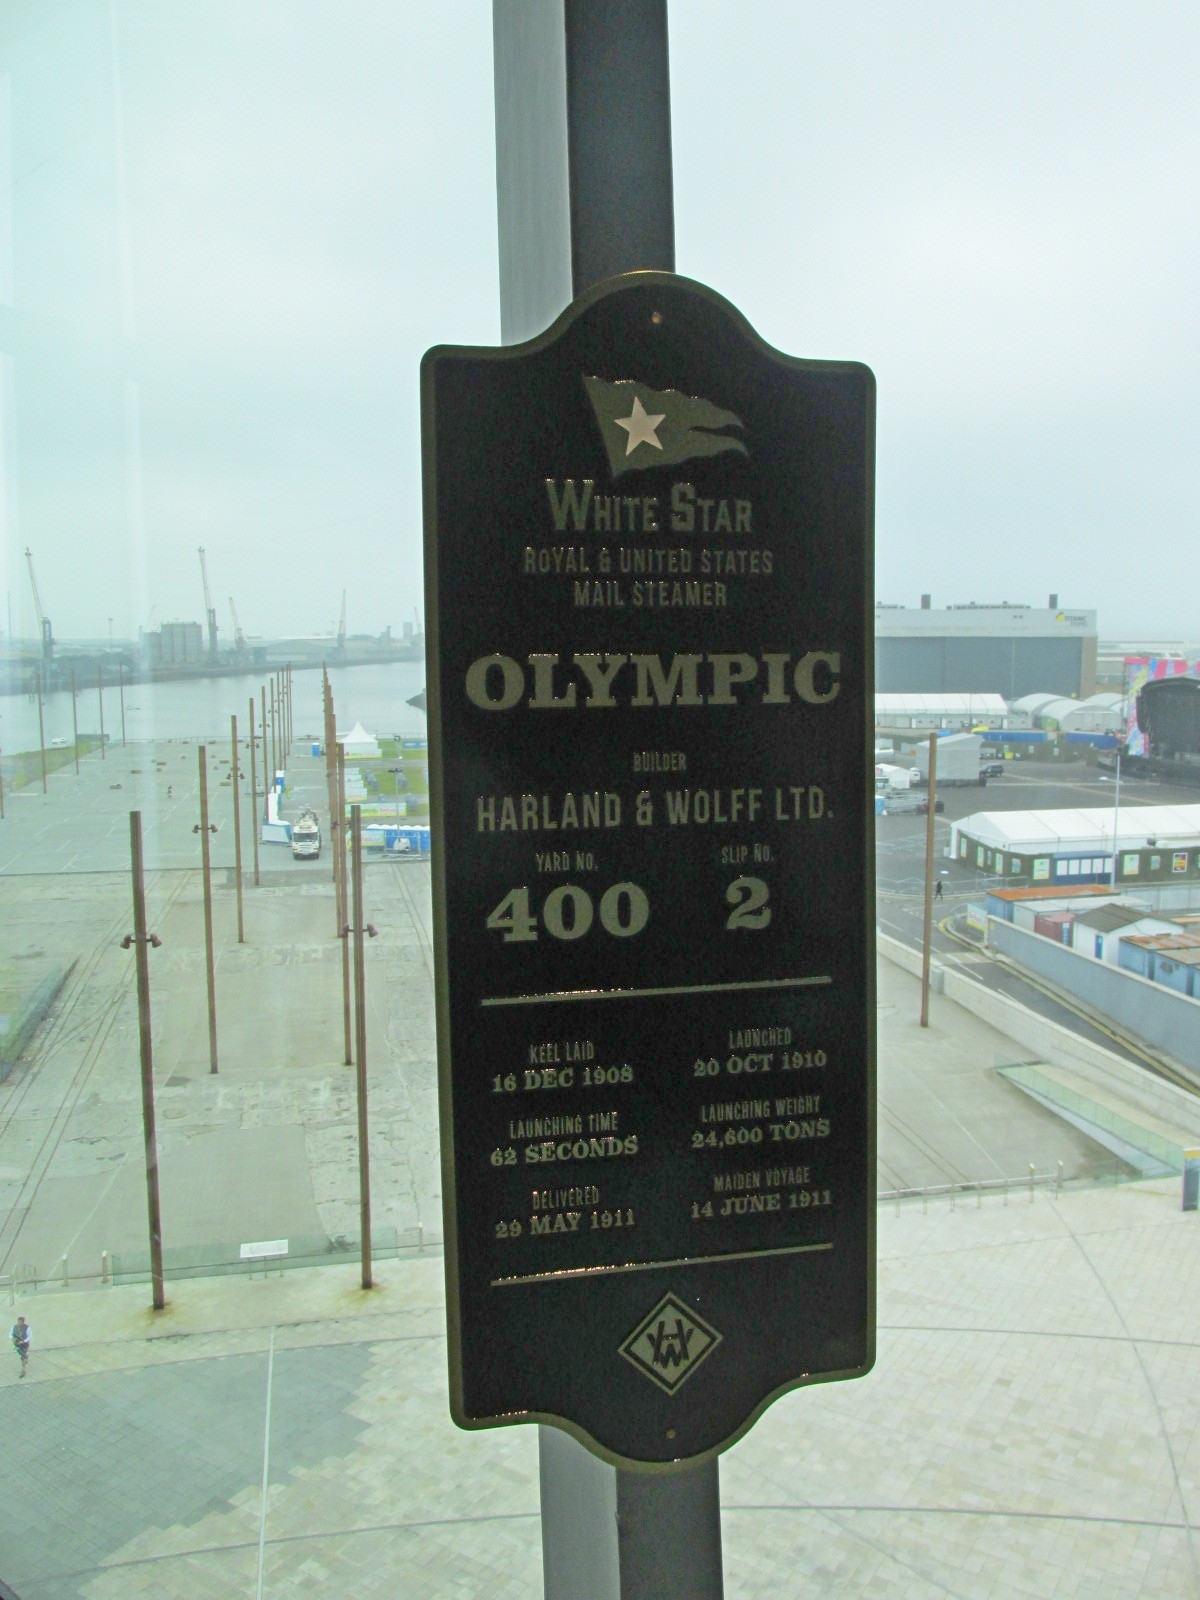 White Star
ROYAL & UNITED STATES
MAIL STEAMER
OLYMPIC
BUILDER
HARLAND & WOLFF LTD.
YARD NO.
400
SLIP NO.
2
KEEL LAID
16 DEC 1908
LAUNCHED
20 OCT 1910
LAUNCHING TIME
62 SECONDS
LAUNCHING WEIGHT
24,600 TONS
DELIVERED
29 MAY 1911
MAIDEN VOYAGE
14 JUNE 1911
HW
TITANIC